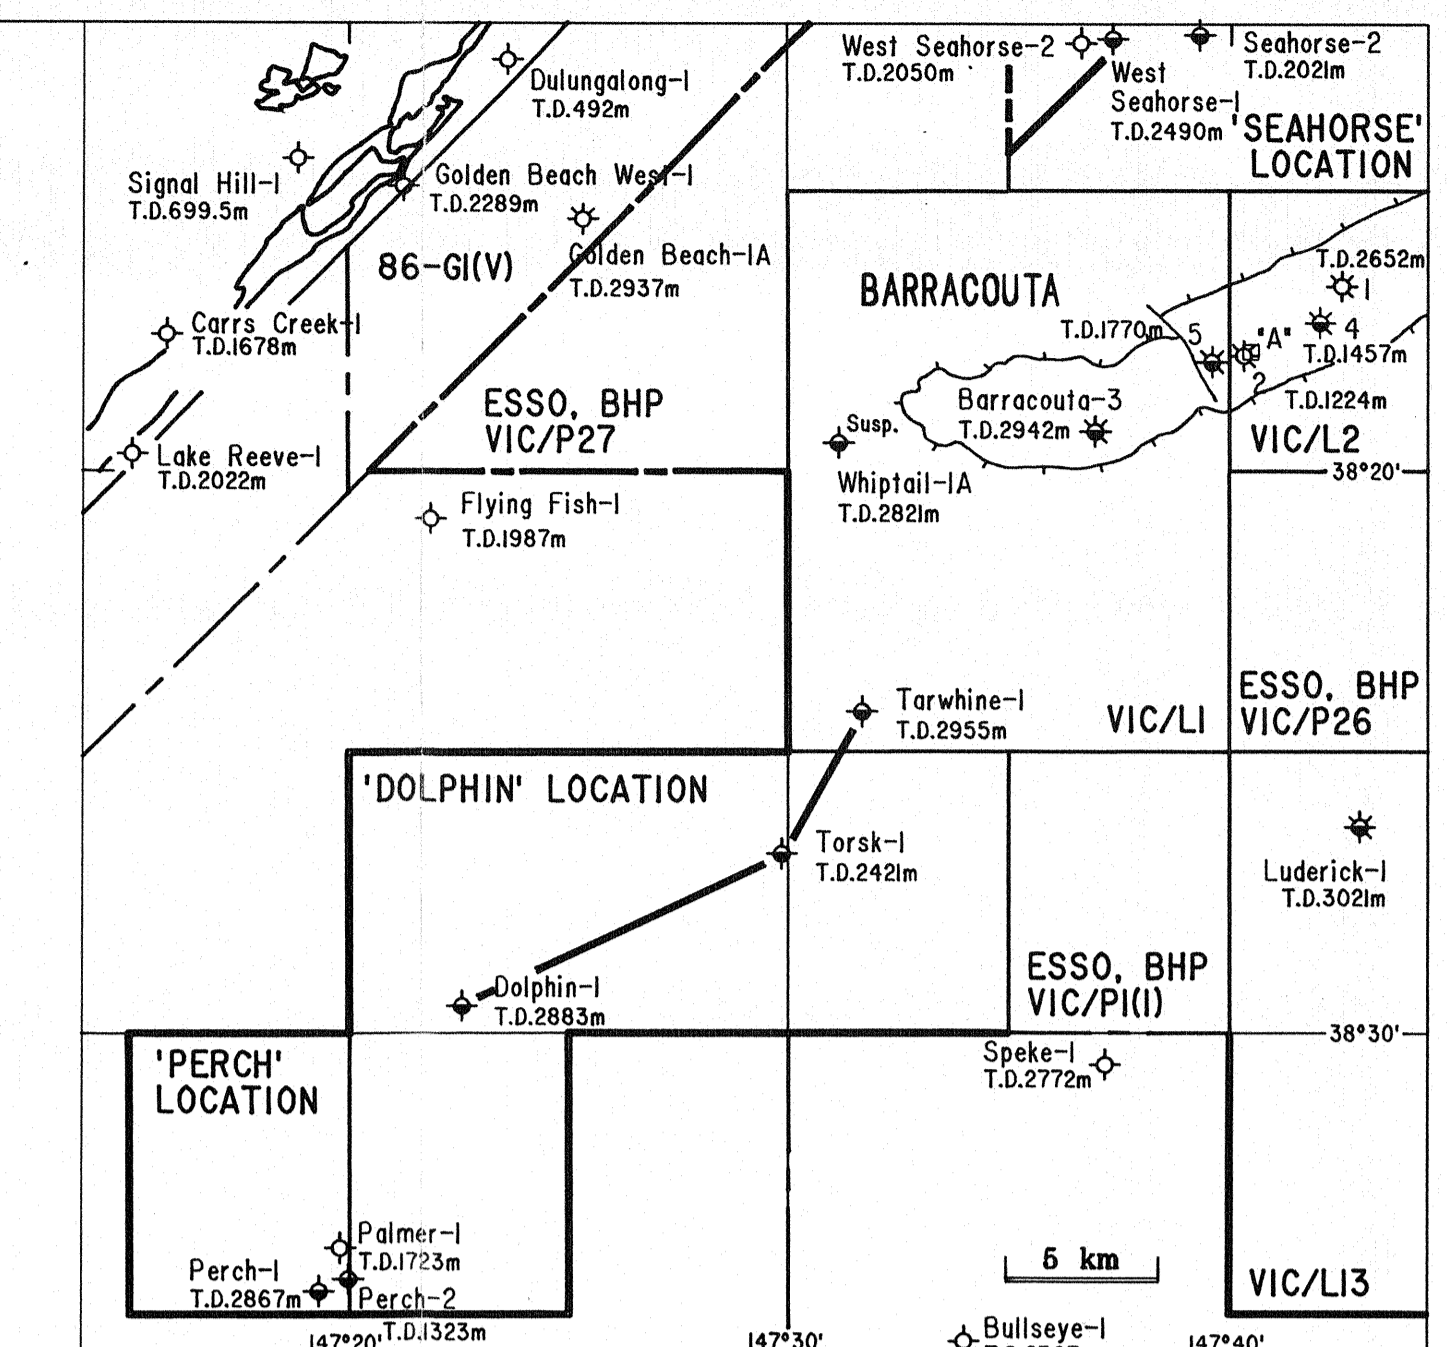 West Seahorse-2
T.D.2050m
Seahorse-2
T.D.2021m
West
Seahorse-1
T.D.2490m
'SEAHORSE'
LOCATION
Dulungalong-1
T.D.492m
Signal Hill-1
T.D.699.5m
Golden Beach West-1
T.D.2289m
86-G1(V)
Golden Beach-1A
T.D.2937m
BARRACOUTA
T.D.2652m
1
Carrs Creek-1
T.D.1678m
T.D.1770m
5
"A"
4
T.D.1457m
2
T.D.1224m
ESSO, BHP
VIC/P27
Barracouta-3
T.D.2942m
Susp.
VIC/L2
Lake Reeve-1
T.D.2022m
38°20'
Whiptail-1A
T.D.2821m
Flying Fish-1
T.D.1987m
Tarwhine-1
T.D.2955m
VIC/L1
ESSO, BHP
VIC/P26
'DOLPHIN' LOCATION
Torsk-1
T.D.2421m
Luderick-1
T.D.3021m
ESSO, BHP
VIC/P1(1)
Dolphin-1
T.D.2883m
38°30'
'PERCH'
LOCATION
Speke-1
T.D.2772m
Palmer-1
T.D.1723m
Perch-1
T.D.2867m
Perch-2
T.D.1323m
5 km
VIC/L13
Bullseye-1
147°20'
147°30'
147°40'